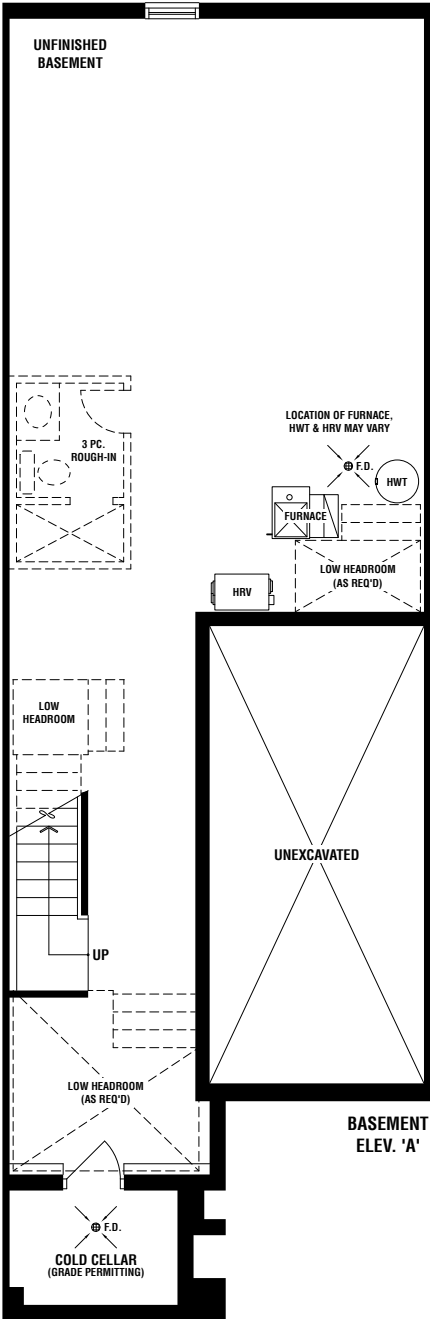 UNFINISHED
BASEMENT
LOCATION OF FURNACE,
HWT & HRV MAY VARY
3 PC.
ROUGH-IN
F.D.
HWT
FURNACE
LOW HEADROOM
(AS REQ'D)
HRV
LOW
HEADROOM
UNEXCAVATED
UP
LOW HEADROOM
(AS REQ'D)
BASEMENT
ELEV. 'A'
F.D.
COLD CELLAR
(GRADE PERMITTING)